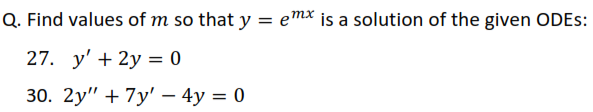 Q. Find values of m so that y = e^{mx} is a solution of the given ODEs:
27. y′ + 2y = 0
30. 2y″ + 7y′ − 4y = 0